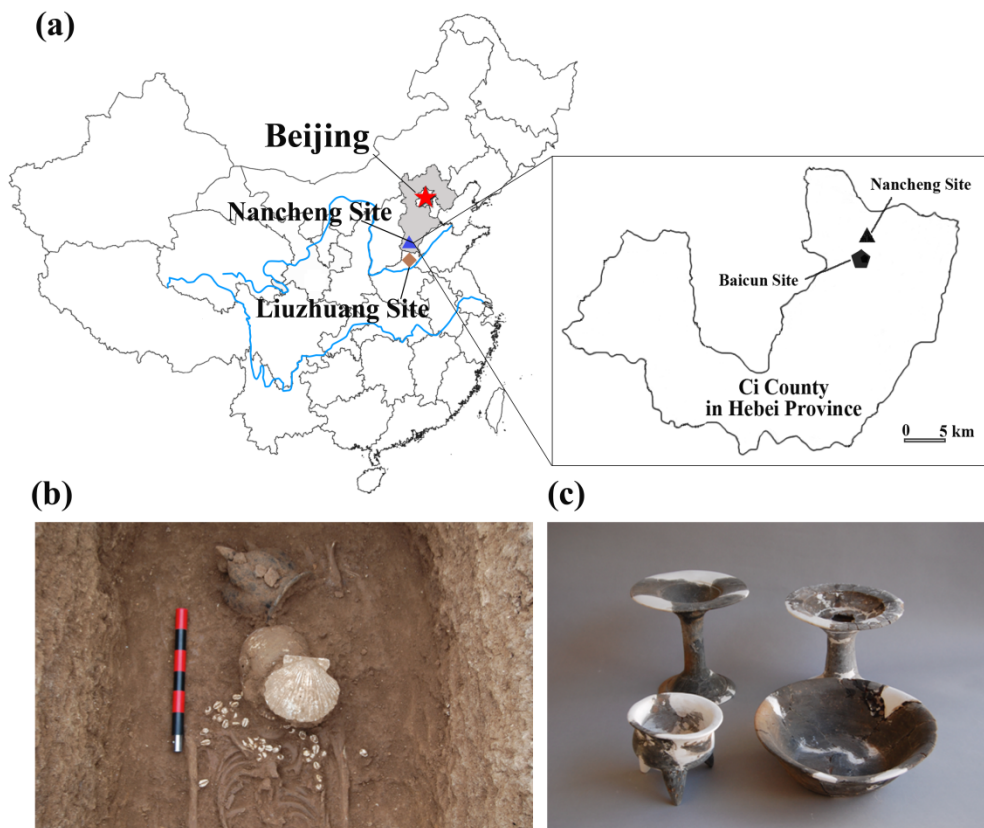 (a)
Beijing
Nancheng Site
Liuzhuang Site
Nancheng Site
Baicun Site
Ci County
in Hebei Province
0 5 km
(b)
(c)